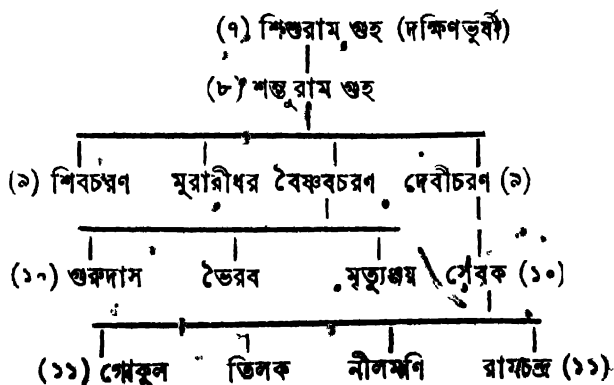 (৭) শিশুরাম গুহ (দক্ষিণভূর্ষী)
(৮) শম্ভুরাম গুহ
(৯) শিবচরণ মুরারীধর বৈষ্ণবচরণ দেবীচরণ (৯)
(১০) গুরুদাস ভৈরব মৃত্যুঞ্জয় সেবক (১০)
(১১) গোকুল তিলক নীলমণি রামচন্দ্র (১১)